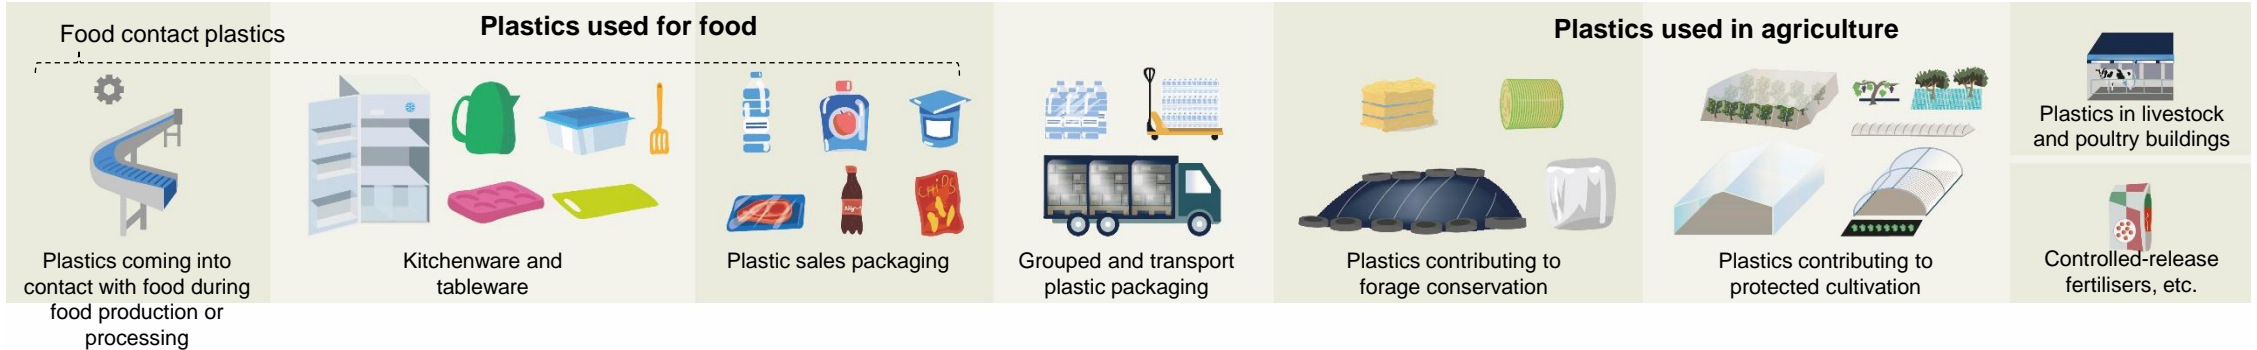 Food contact plastics
Plastics used for food
Plastics used in agriculture
Plastics coming into
contact with food during
food production or
processing
Kitchenware and
tableware
CHiPS
Plastic sales packaging
Grouped and transport
plastic packaging
Plastics contributing to
forage conservation
Plastics contributing to
protected cultivation
Plastics in livestock
and poultry buildings
Controlled-release
fertilisers, etc.